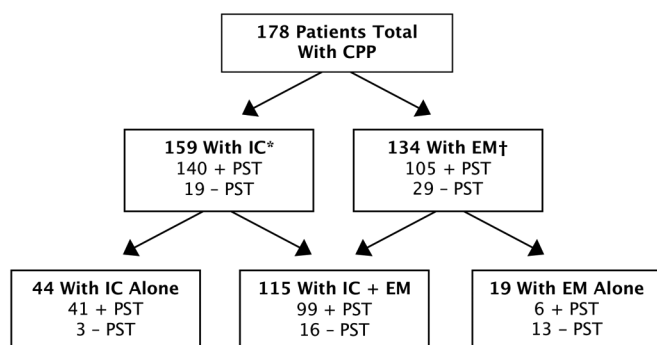 178 Patients Total
With CPP
159 With IC*
140 + PST
19 – PST
134 With EM†
105 + PST
29 – PST
44 With IC Alone
41 + PST
3 – PST
115 With IC + EM
99 + PST
16 – PST
19 With EM Alone
6 + PST
13 – PST